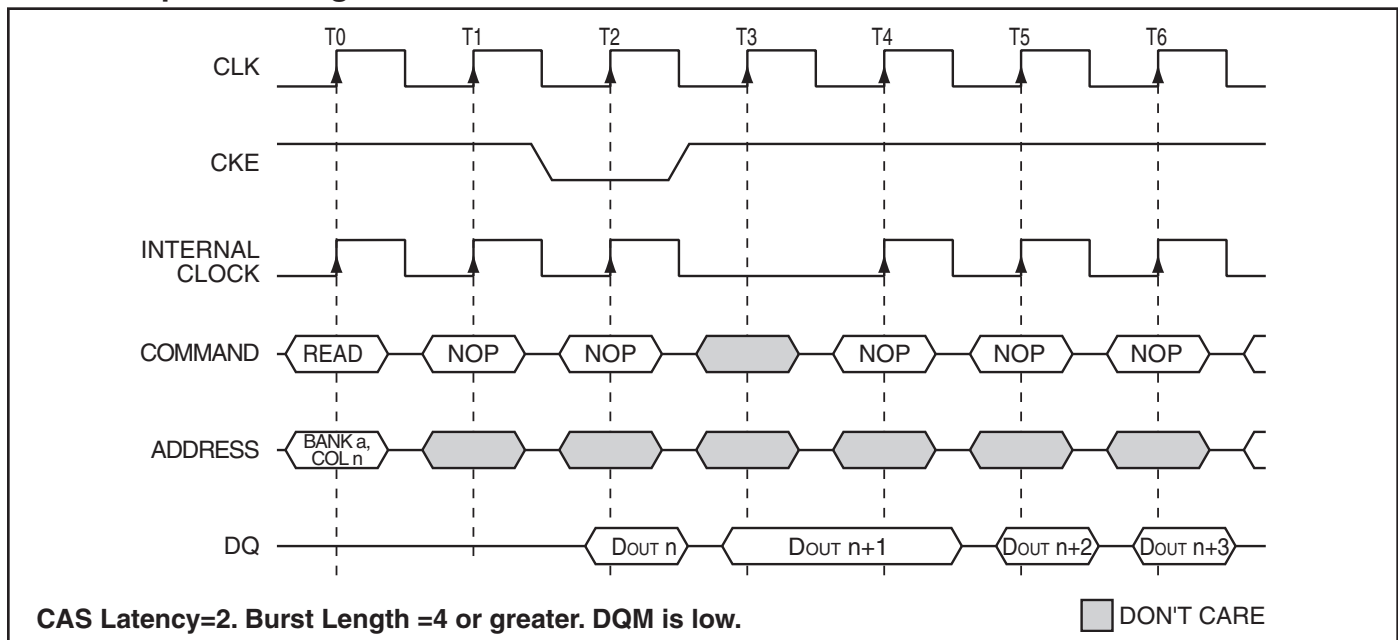 T0 T1 T2 T3 T4 T5 T6
CLK
CKE
INTERNAL
CLOCK
COMMAND READ NOP NOP NOP NOP NOP
ADDRESS BANK a,
COL n
DQ DOUT n DOUT n+1 DOUT n+2 DOUT n+3
CAS Latency=2. Burst Length =4 or greater. DQM is low. DON'T CARE